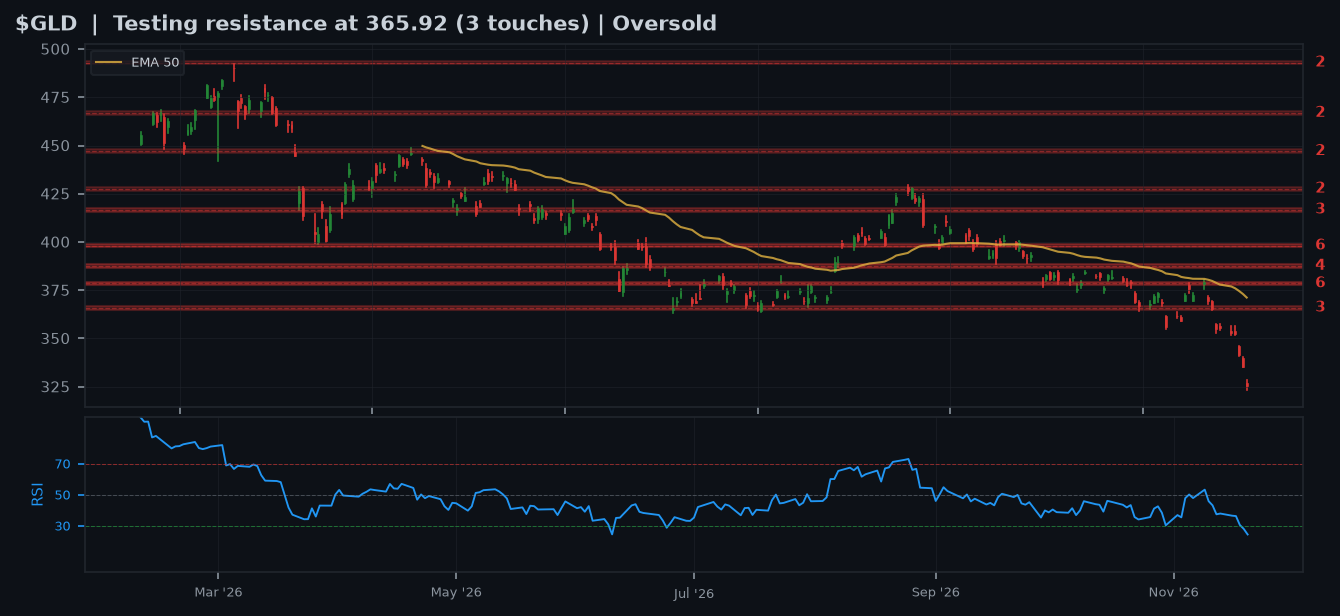 $GLD | Testing resistance at 365.92 (3 touches) | Oversold
500
EMA 50
2
475
2
450
2
425
2
3
400
6
4
375
6
3
350
325
RSI
70
50
30
Mar '26
May '26
Jul '26
Sep '26
Nov '26